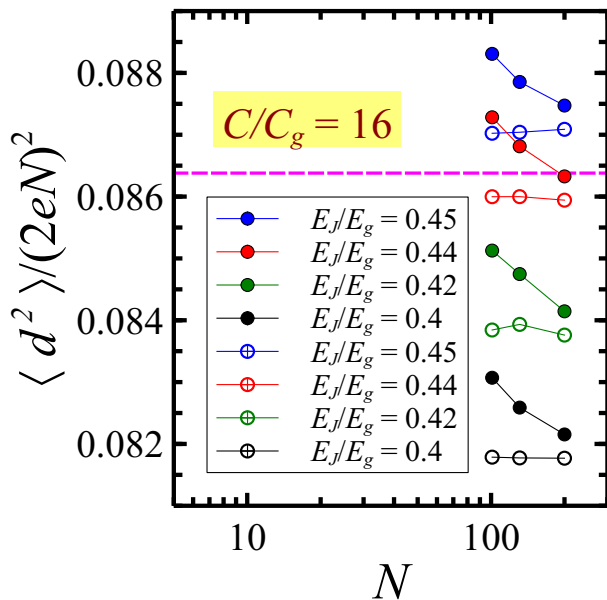 0.088
0.086
0.084
0.082
⟨ d² ⟩/(2eN)²
C/C_g = 16
E_J/E_g = 0.45
E_J/E_g = 0.44
E_J/E_g = 0.42
E_J/E_g = 0.4
E_J/E_g = 0.45
E_J/E_g = 0.44
E_J/E_g = 0.42
E_J/E_g = 0.4
10 100
N